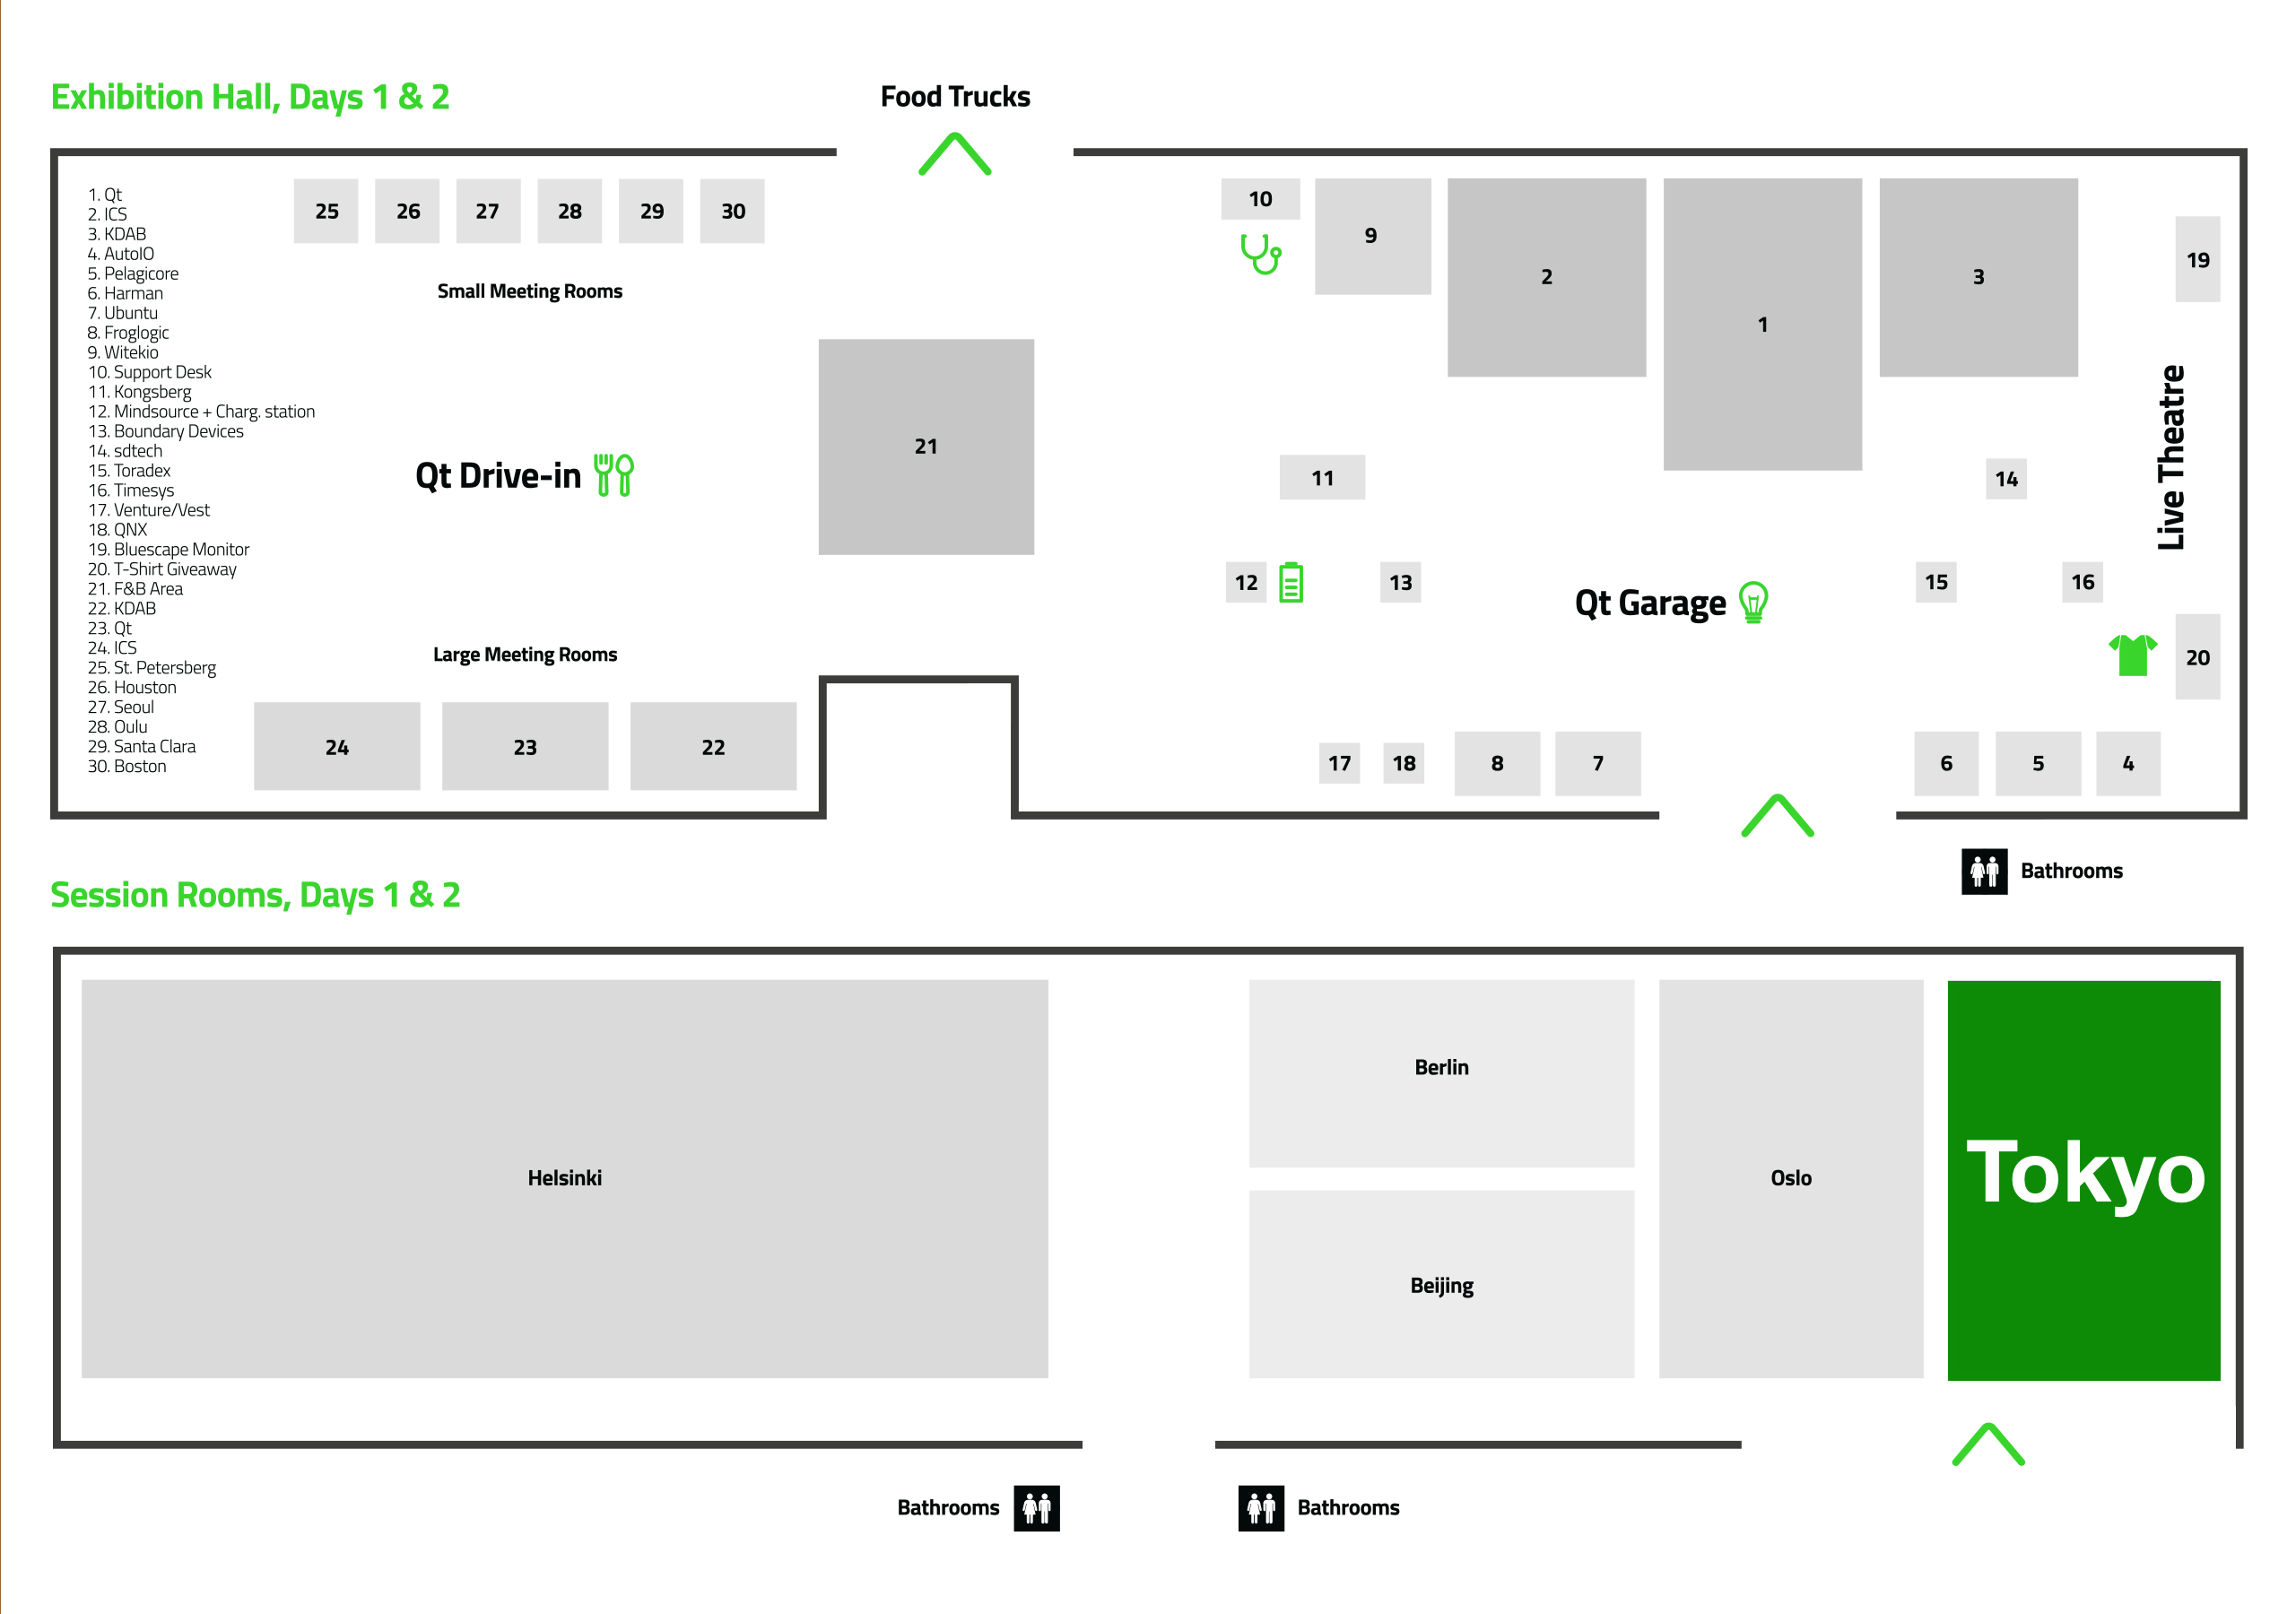 Exhibition Hall, Days 1 & 2
Food Trucks
1. Qt
2. ICS
3. KDAB
4. AutoIO
5. Pelagicore
6. Harman
7. Ubuntu
8. Froglogic
9. Witekio
10. Support Desk
11. Kongsberg
12. Mindsource + Charg. station
13. Boundary Devices
14. sdtech
15. Toradex
16. Timesys
17. Venture/Vest
18. QNX
19. Bluescape Monitor
20. T-Shirt Giveaway
21. F&B Area
22. KDAB
23. Qt
24. ICS
25. St. Petersberg
26. Houston
27. Seoul
28. Oulu
29. Santa Clara
30. Boston
25 26 27 28 29 30
Small Meeting Rooms
Qt Drive-in
21
Large Meeting Rooms
24 23 22
10
9
2
1
3
19
Live Theatre
11
14
12
13
Qt Garage
15
16
20
17 18 8 7
6 5 4
Bathrooms
Session Rooms, Days 1 & 2
Helsinki
Berlin
Beijing
Oslo
Tokyo
Bathrooms
Bathrooms